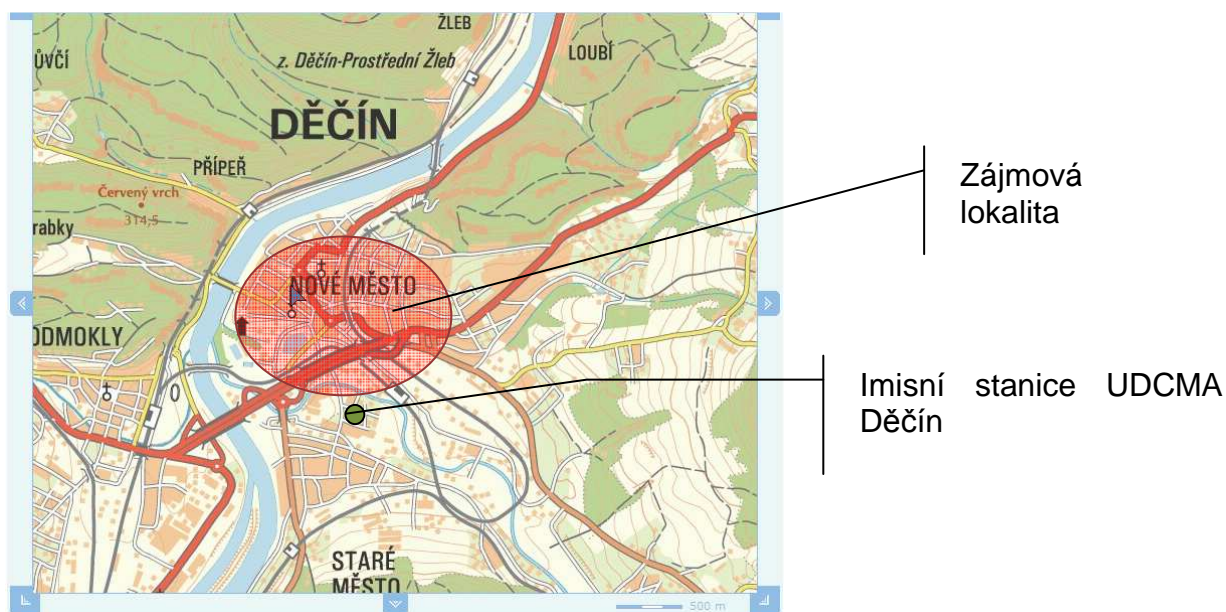 ŽLEB
ŮVČÍ
z. Děčín-Prostřední Žleb
LOUBÍ
DĚČÍN
PŘÍPEŘ
Červený vrch
314,5
rabky
NOVÉ MĚSTO
ODMOKLY
STARÉ
MĚSTO
500 m
Zájmová
lokalita
Imisní stanice UDCMA
Děčín